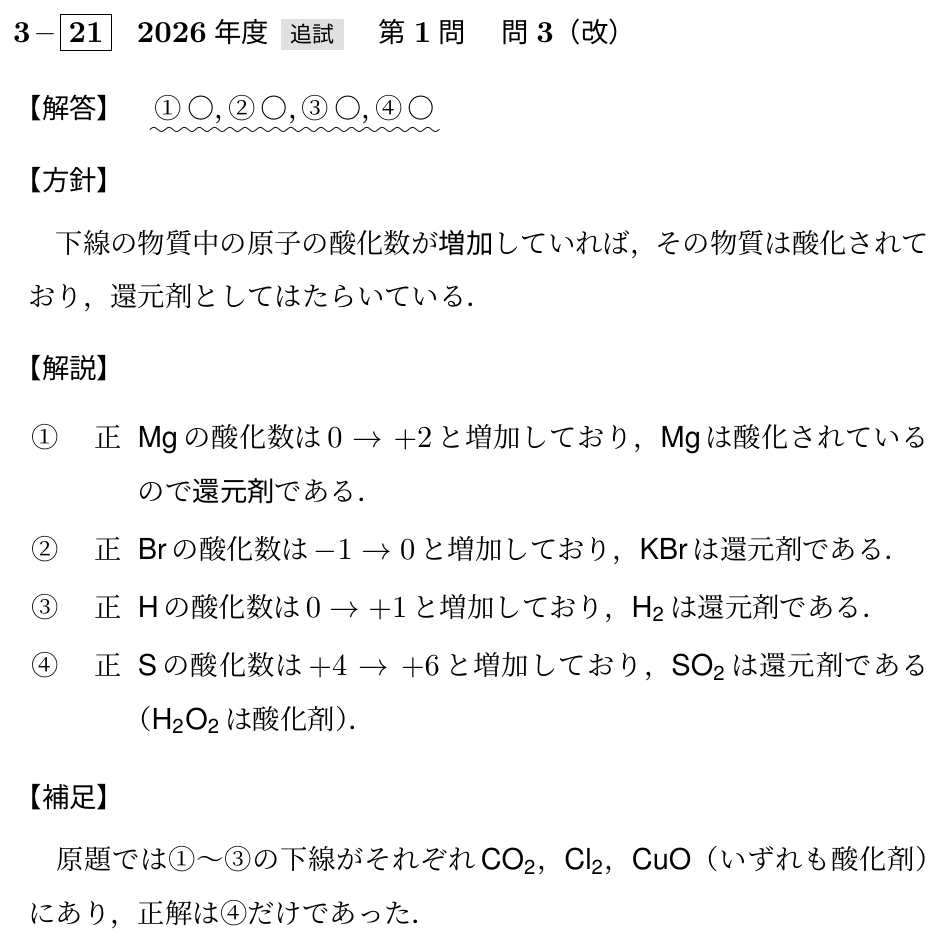 3－21 2026 年度 追試 第 1 問 問 3（改）
【解答】 ①○, ②○, ③○, ④○
【方針】
下線の物質中の原子の酸化数が増加していれば，その物質は酸化されて
おり，還元剤としてはたらいている．
【解説】
① 正 Mg の酸化数は 0 → +2 と増加しており，Mg は酸化されている
ので還元剤である．
② 正 Br の酸化数は −1 → 0 と増加しており，KBr は還元剤である．
③ 正 H の酸化数は 0 → +1 と増加しており，H₂ は還元剤である．
④ 正 S の酸化数は +4 → +6 と増加しており，SO₂ は還元剤である
（H₂O₂ は酸化剤）．
【補足】
原題では①～③の下線がそれぞれ CO₂，Cl₂，CuO（いずれも酸化剤）
にあり，正解は④だけであった．